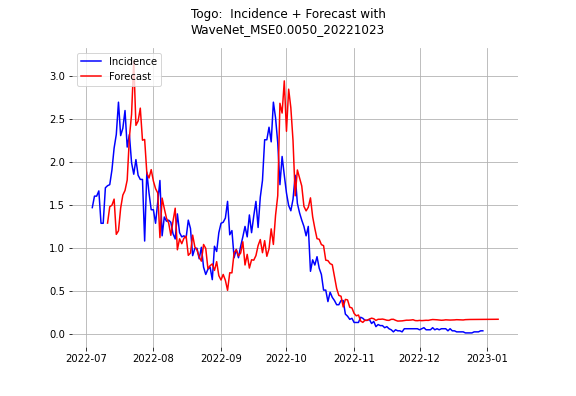 Togo:  Incidence + Forecast with
WaveNet_MSE0.0050_20221023
Incidence
Forecast
3.0
2.5
2.0
1.5
1.0
0.5
0.0
2022-07 2022-08 2022-09 2022-10 2022-11 2022-12 2023-01